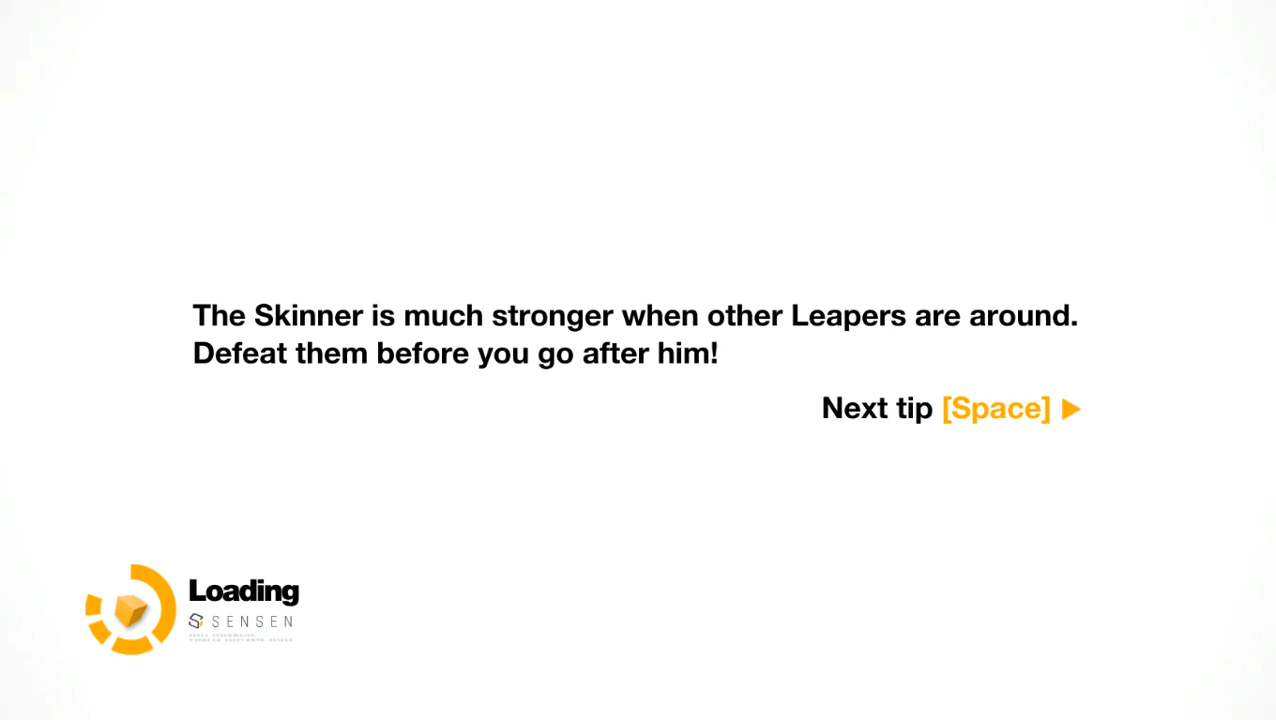 The Skinner is much stronger when other Leapers are around.
Defeat them before you go after him!
Next tip [Space]
Loading
SENSEN